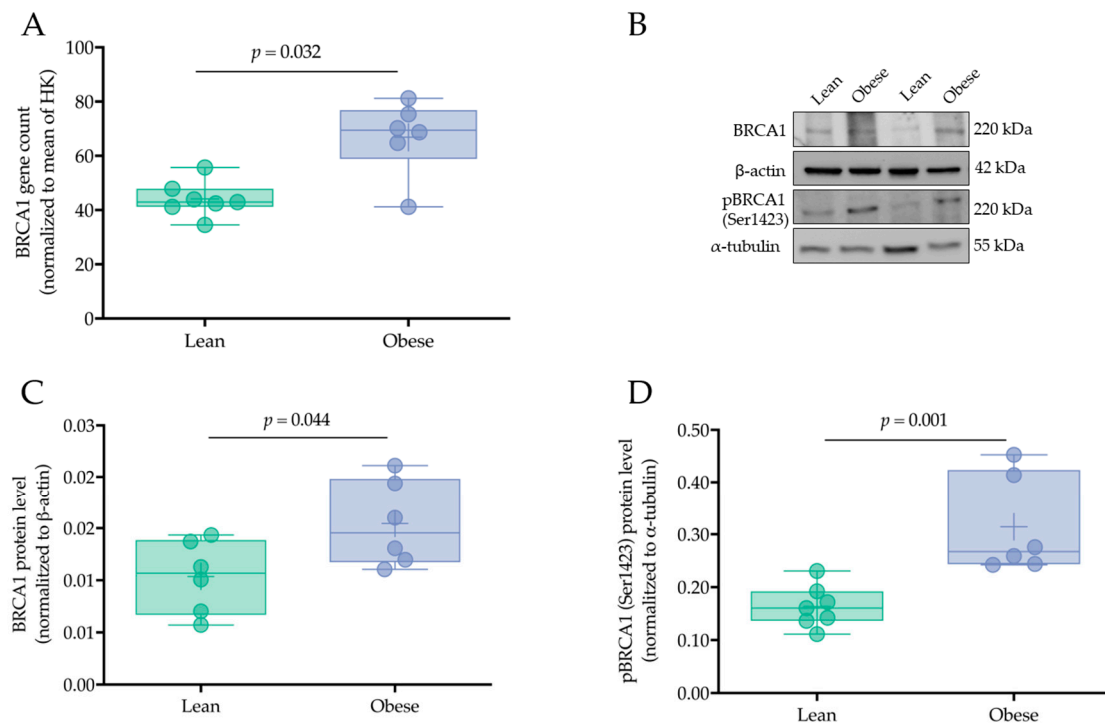 A
p = 0.032
BRCA1 gene count
(normalized to mean of HK)
100
80
60
40
20
0
Lean
Obese
B
Lean
Obese
Lean
Obese
BRCA1
220 kDa
β-actin
42 kDa
pBRCA1
(Ser1423)
220 kDa
α-tubulin
55 kDa
C
p = 0.044
BRCA1 protein level
(normalitzed to β-actin)
0.03
0.02
0.02
0.01
0.01
0.00
Lean
Obese
D
p = 0.001
pBRCA1 (Ser1423) protein level
(normalitzed to α-tubulin)
0.50
0.40
0.30
0.20
0.10
0.00
Lean
Obese